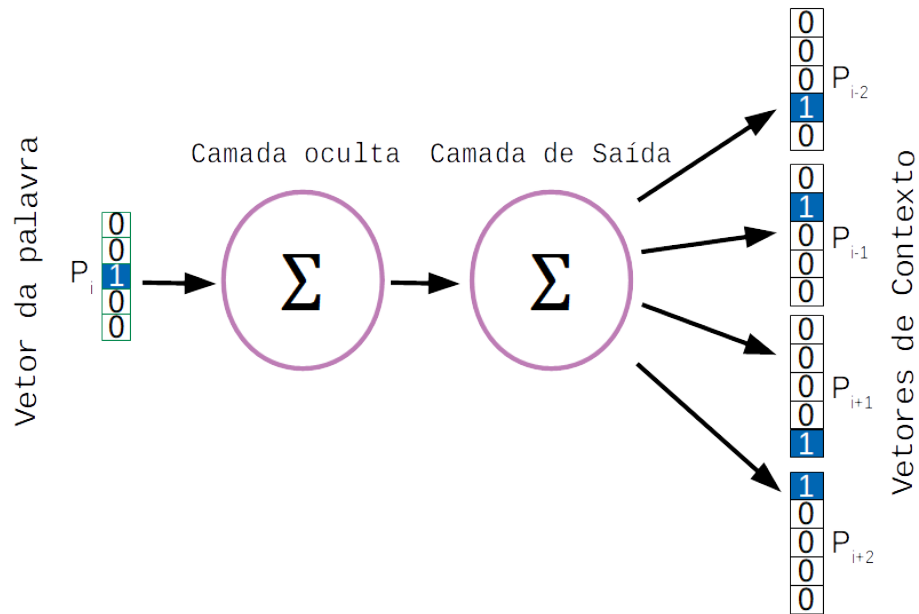 Vetor da palavra
P i
0
0
1
0
0
Camada oculta
Σ
Camada de Saída
Σ
0
0
0
1
0
P i-2
0
1
0
0
0
P i-1
0
0
0
0
1
P i+1
1
0
0
0
0
P i+2
Vetores de Contexto